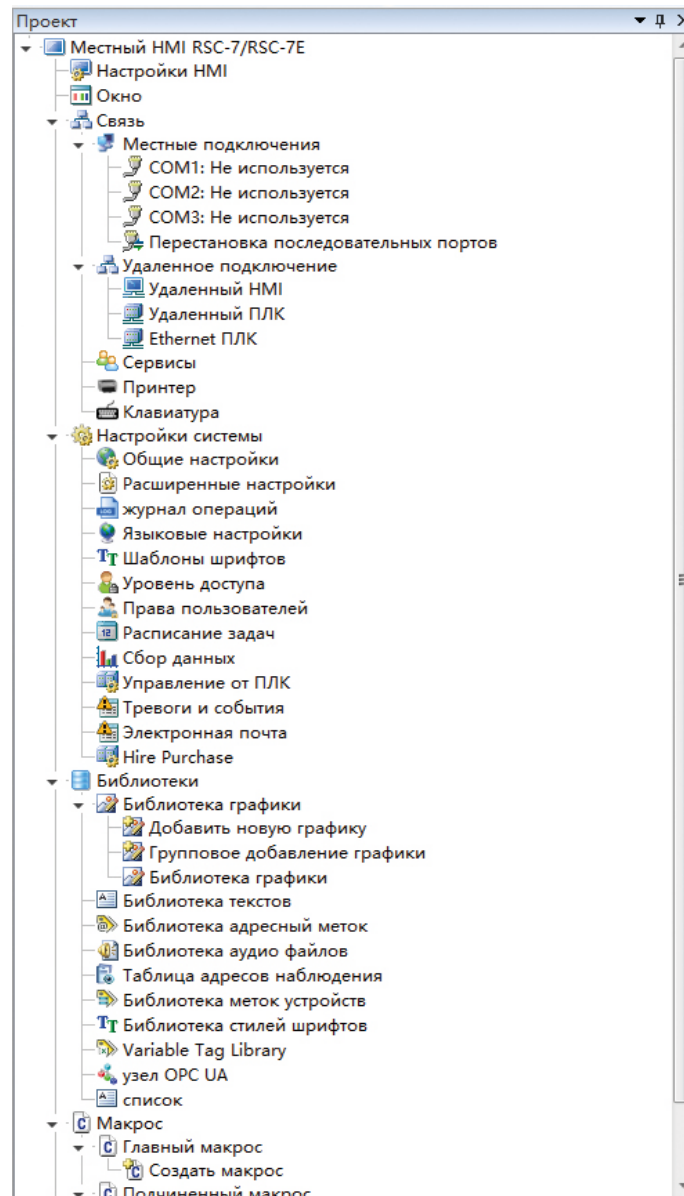 Проект
Местный HMI RSC-7/RSC-7E
Настройки HMI
Окно
Связь
Местные подключения
COM1: Не используется
COM2: Не используется
COM3: Не используется
Перестановка последовательных портов
Удаленное подключение
Удаленный HMI
Удаленный ПЛК
Ethernet ПЛК
Сервисы
Принтер
Клавиатура
Настройки системы
Общие настройки
Расширенные настройки
журнал операций
Языковые настройки
Шаблоны шрифтов
Уровень доступа
Права пользователей
Расписание задач
Сбор данных
Управление от ПЛК
Тревоги и события
Электронная почта
Hire Purchase
Библиотеки
Библиотека графики
Добавить новую графику
Групповое добавление графики
Библиотека графики
Библиотека текстов
Библиотека адресный меток
Библиотека аудио файлов
Таблица адресов наблюдения
Библиотека меток устройств
Библиотека стилей шрифтов
Variable Tag Library
узел OPC UA
список
Макрос
Главный макрос
Создать макрос
Подчиненный макрос